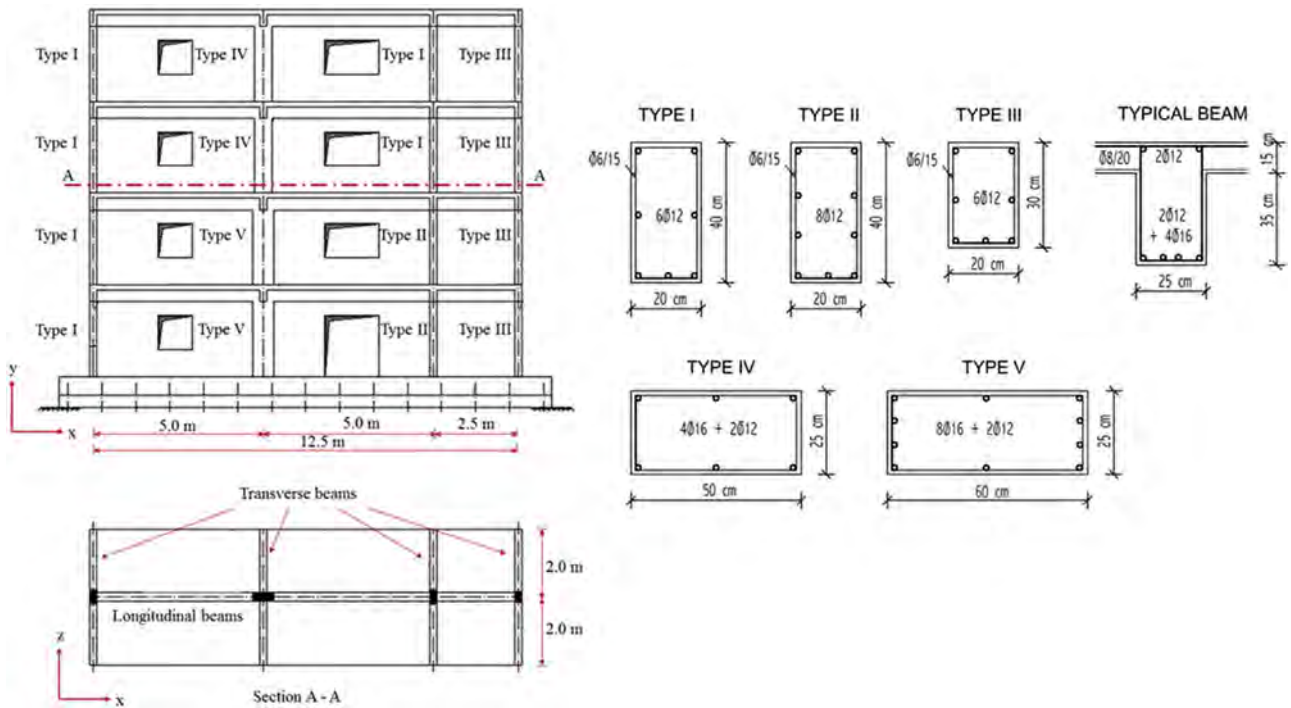 Type I Type IV Type I Type III
Type I Type IV Type I Type III
A A
Type I Type V Type II Type III
Type I Type V Type II Type III
y
x
5.0 m 5.0 m 2.5 m
12.5 m
Transverse beams
Longitudinal beams
2.0 m
2.0 m
z
x
Section A - A
TYPE I
Ø6/15
6Ø12
40 cm
20 cm
TYPE II
Ø6/15
8Ø12
40 cm
20 cm
TYPE III
Ø6/15
6Ø12
30 cm
20 cm
TYPICAL BEAM
Ø8/20
2Ø12
15 cm
2Ø12
+ 4Ø16
35 cm
25 cm
TYPE IV
4Ø16 + 2Ø12
25 cm
50 cm
TYPE V
8Ø16 + 2Ø12
25 cm
60 cm